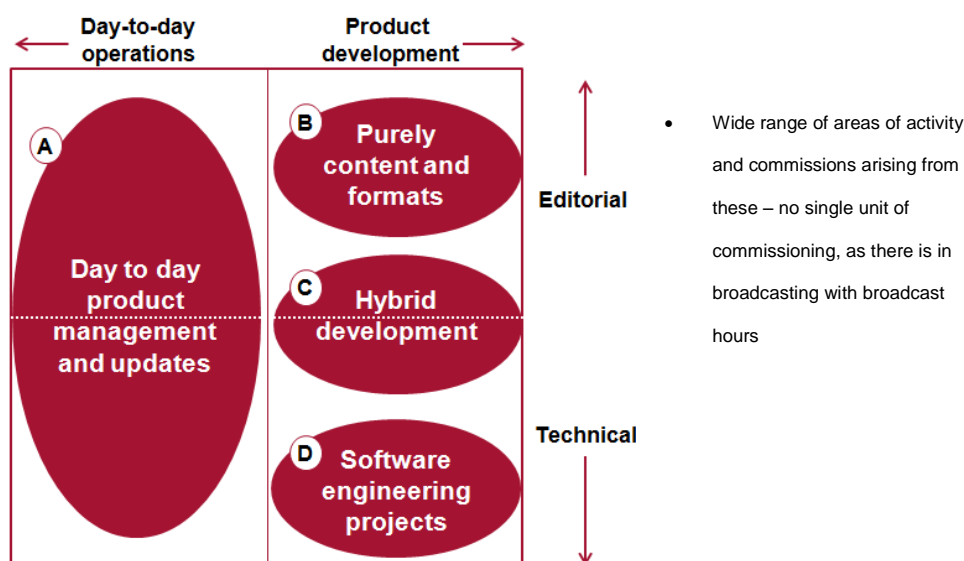 Day-to-day
operations
Product
development
A
Day to day
product
management
and updates
B
Purely
content and
formats
C
Hybrid
development
D
Software
engineering
projects
Editorial
Technical
• Wide range of areas of activity
and commissions arising from
these – no single unit of
commissioning, as there is in
broadcasting with broadcast
hours